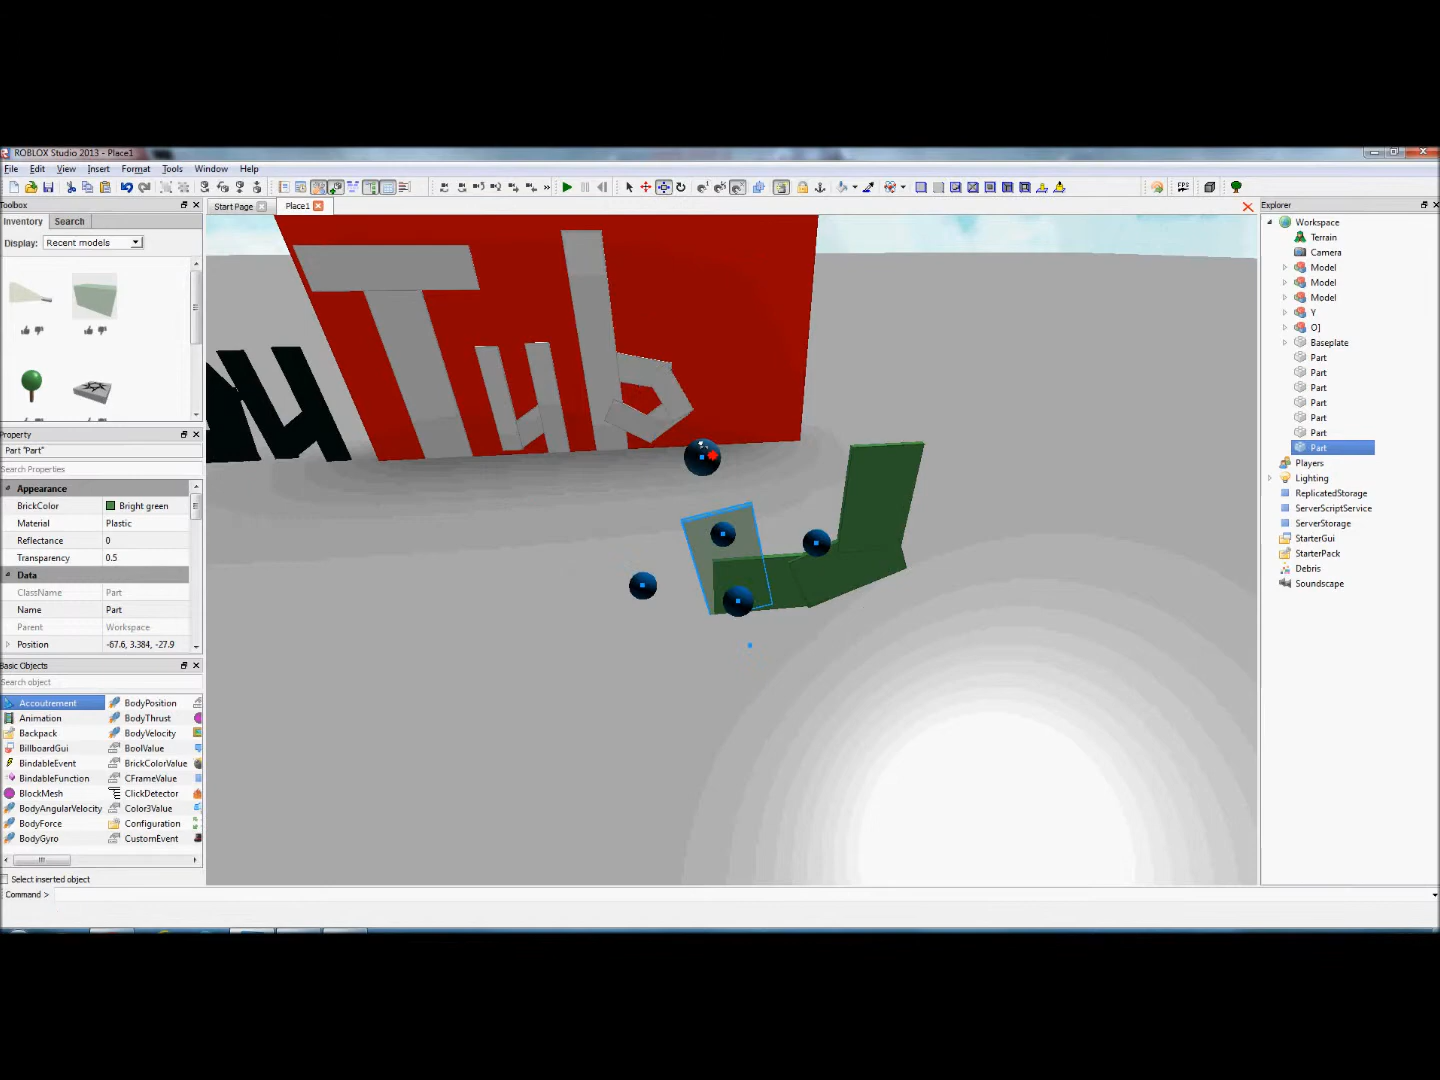 ROBLOX Studio 2013 - Place1
File Edit View Insert Format Tools Window Help
Toolbox
Start Page
Place1
Explorer
Inventory Search
Display: Recent models
Tub
u
Property
Part "Part"
Search Properties
Appearance
BrickColor Bright green
Material Plastic
Reflectance 0
Transparency 0.5
Data
ClassName Part
Name Part
Parent Workspace
Position -67.6, 3.384, -27.9
Basic Objects
Search object
Accoutrement BodyPosition
Animation BodyThrust
Backpack BodyVelocity
BillboardGui BoolValue
BindableEvent BrickColorValue
BindableFunction CFrameValue
BlockMesh ClickDetector
BodyAngularVelocity Color3Value
BodyForce Configuration
BodyGyro CustomEvent
Select inserted object
Command >
Workspace
Terrain
Camera
Model
Model
Model
Y
O]
Baseplate
Part
Part
Part
Part
Part
Part
Part
Players
Lighting
ReplicatedStorage
ServerScriptService
ServerStorage
StarterGui
StarterPack
Debris
Soundscape